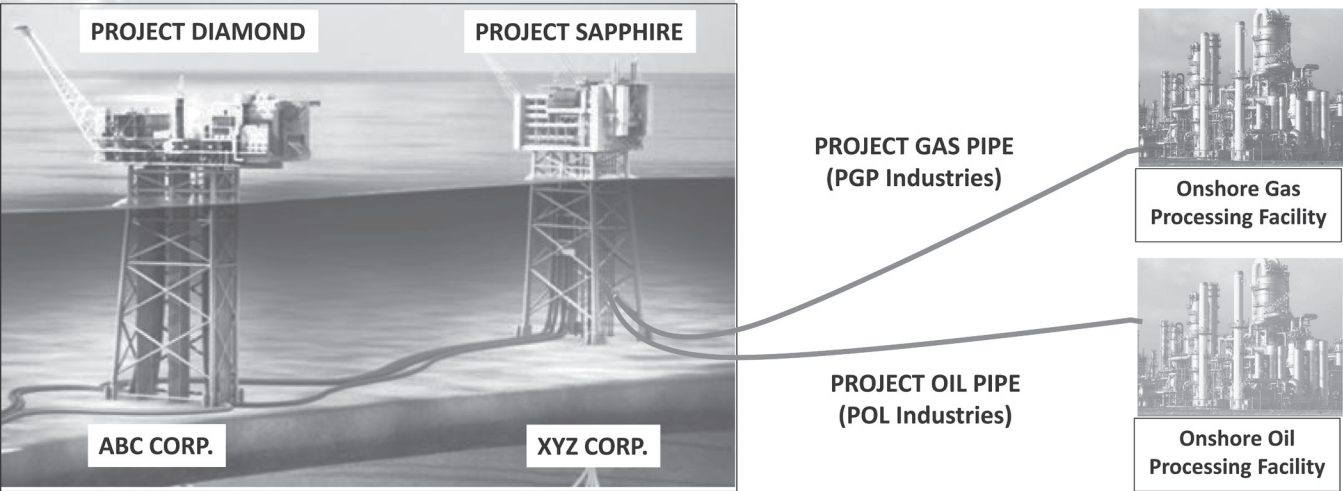 PROJECT DIAMOND
PROJECT SAPPHIRE
PROJECT GAS PIPE
(PGP Industries)
Onshore Gas
Processing Facility
PROJECT OIL PIPE
(POL Industries)
ABC CORP.
XYZ CORP.
Onshore Oil
Processing Facility